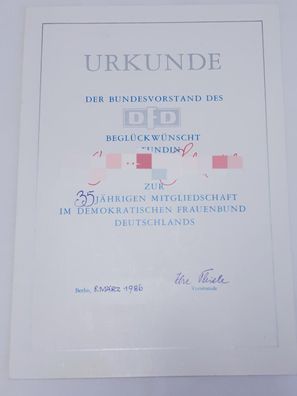 URKUNDE
DER BUNDESVORSTAND DES
DFD
BEGLÜCKWÜNSCHT
ZUR
35 JÄHRIGEN MITGLIEDSCHAFT
IM DEMOKRATISCHEN FRAUENBUND
DEUTSCHLANDS
Berlin, 8. MÄRZ 1986
Vorsitzende